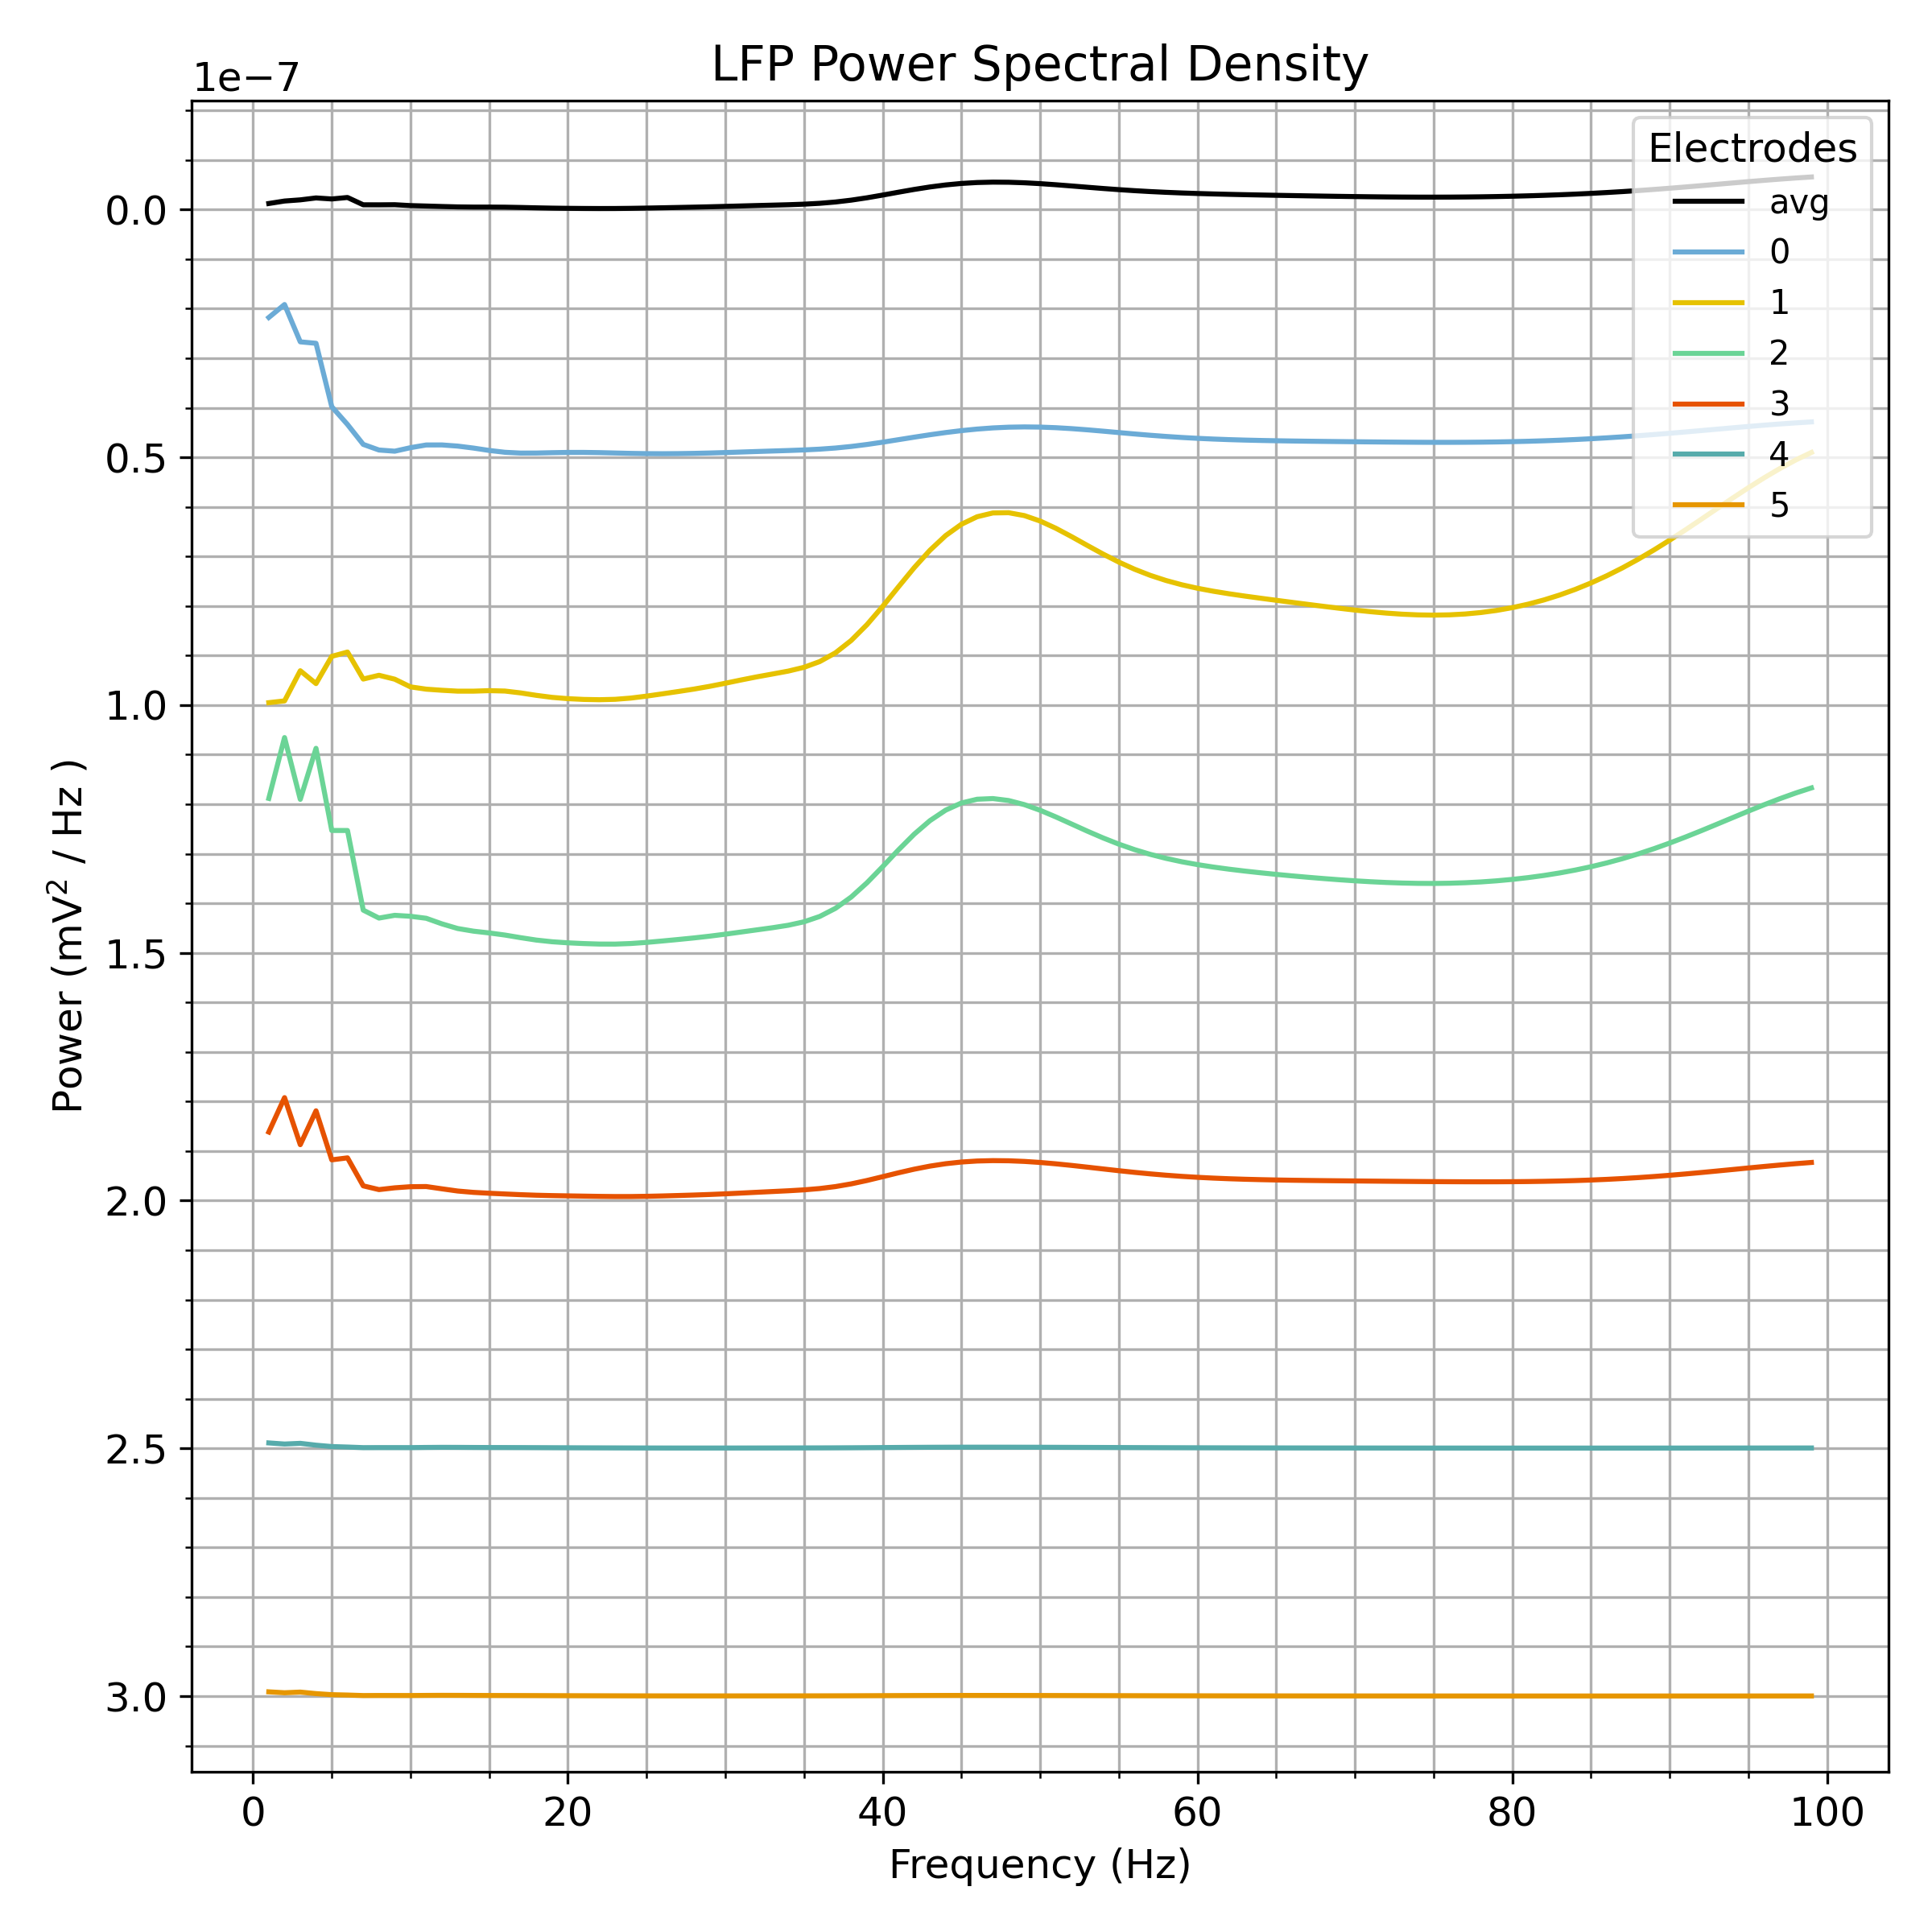 LFP Power Spectral Density
1e−7
0.0
0.5
1.0
1.5
2.0
2.5
3.0
Power (mV² / Hz )
Electrodes
avg
0
1
2
3
4
5
0 20 40 60 80 100
Frequency (Hz)